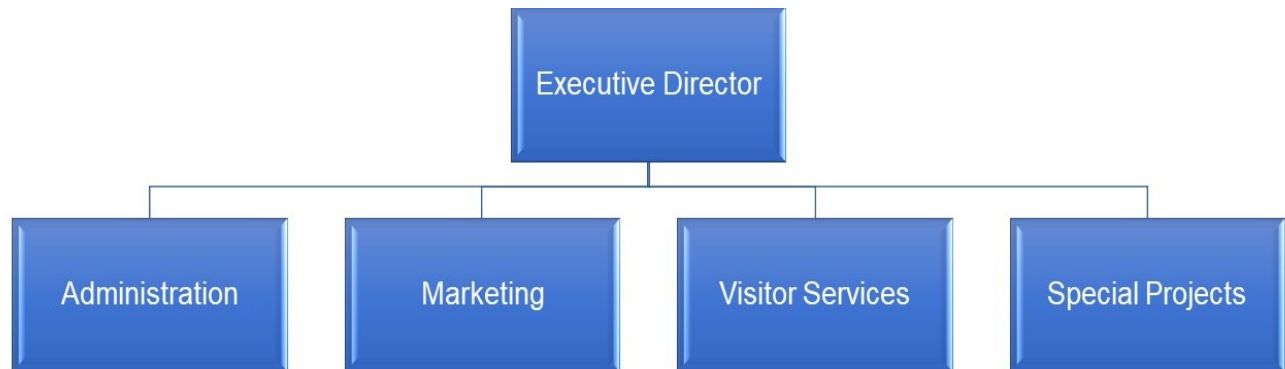 Executive Director
Administration
Marketing
Visitor Services
Special Projects